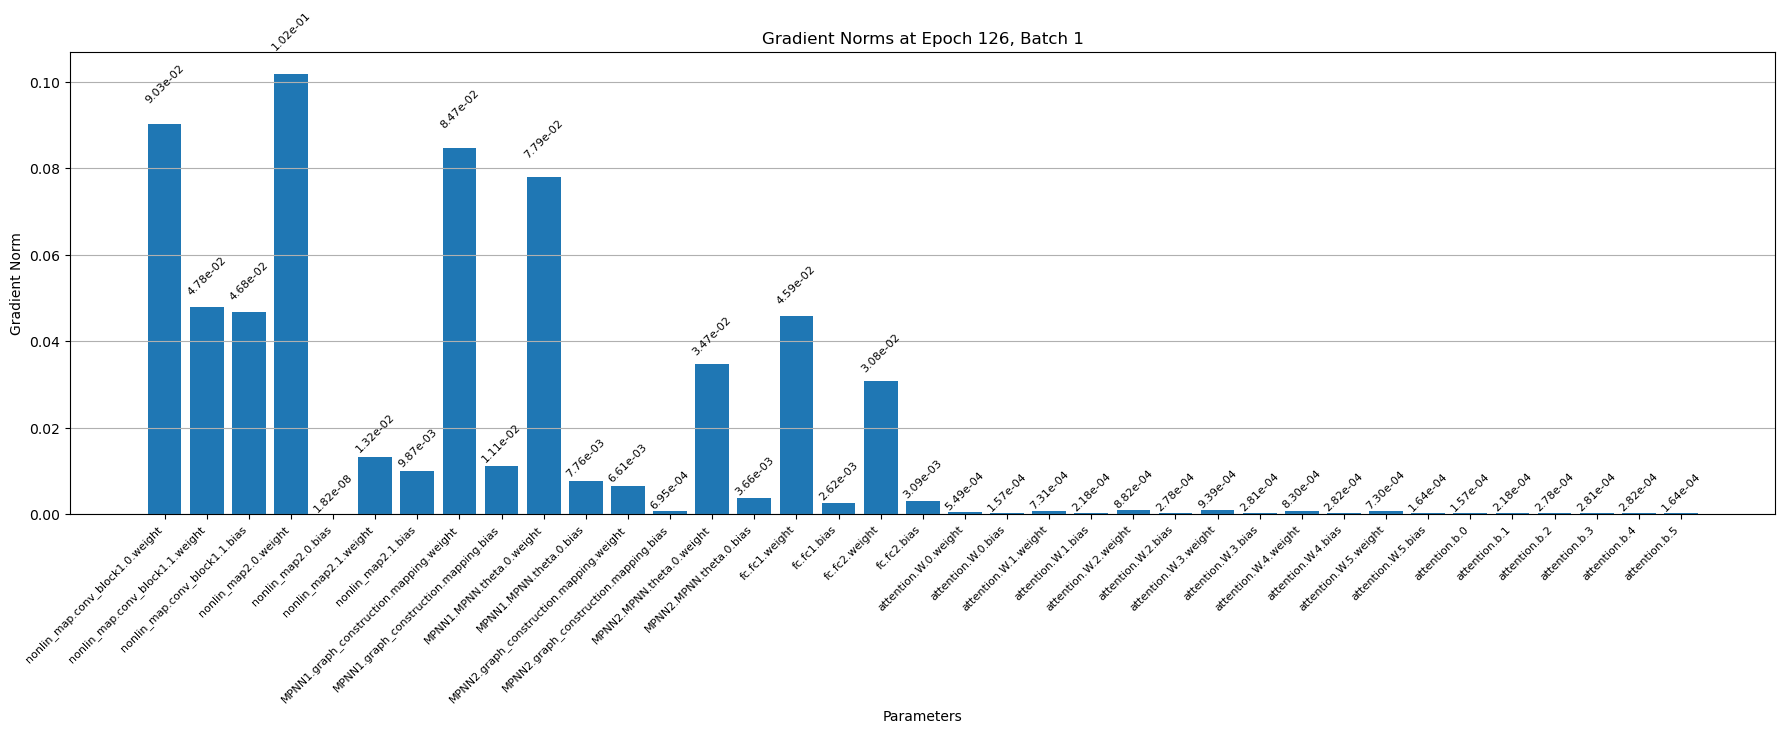 Gradient Norms at Epoch 126, Batch 1
Gradient Norm
0.10
0.08
0.06
0.04
0.02
0.00
9.03e-02
4.78e-02
4.68e-02
1.02e-01
1.82e-08
1.32e-02
9.87e-03
8.47e-02
1.11e-02
7.79e-02
7.76e-03
6.61e-03
6.95e-04
3.47e-02
3.66e-03
4.59e-02
2.62e-03
3.08e-02
3.09e-03
5.49e-04
1.57e-04
7.31e-04
2.18e-04
8.82e-04
2.78e-04
9.39e-04
2.81e-04
8.30e-04
2.82e-04
7.30e-04
1.64e-04
1.57e-04
2.18e-04
2.78e-04
2.81e-04
2.82e-04
1.64e-04
nonlin_map.conv_block1.0.weight
nonlin_map.conv_block1.1.weight
nonlin_map.conv_block1.1.bias
nonlin_map2.0.weight
nonlin_map2.0.bias
nonlin_map2.1.weight
nonlin_map2.1.bias
MPNN1.graph_construction.mapping.weight
MPNN1.graph_construction.mapping.bias
MPNN1.MPNN.theta.0.weight
MPNN1.MPNN.theta.0.bias
MPNN2.graph_construction.mapping.weight
MPNN2.graph_construction.mapping.bias
MPNN2.MPNN.theta.0.weight
MPNN2.MPNN.theta.0.bias
fc.fc1.weight
fc.fc1.bias
fc.fc2.weight
fc.fc2.bias
attention.W.0.weight
attention.W.0.bias
attention.W.1.weight
attention.W.1.bias
attention.W.2.weight
attention.W.2.bias
attention.W.3.weight
attention.W.3.bias
attention.W.4.weight
attention.W.4.bias
attention.W.5.weight
attention.W.5.bias
attention.b.0
attention.b.1
attention.b.2
attention.b.3
attention.b.4
attention.b.5
Parameters